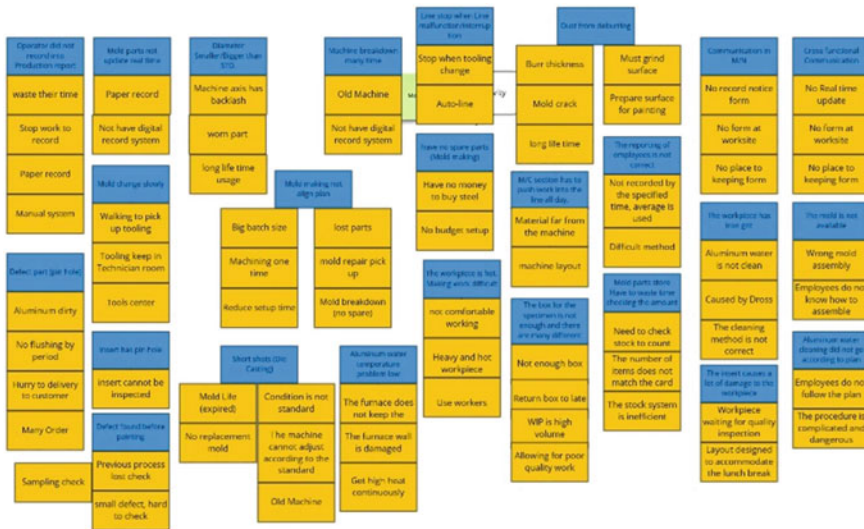 Operator did not
record into
Production report
waste their time
Stop work to
record
Paper record
Manual system
Mold parts not
update real time
Paper record
Not have digital
record system
Mold change slowly
Walking to pick
up tooling
Tooling keep in
Technician room
tools center
Defect part (pin hole)
Aluminum dirty
No flushing by
period
Hurry to delivery
to customer
Many Order
Insert has pin-hole
insert cannot be
inspected
Defect found before
painting
Previous process
lost check
small defect, hard
to check
Sampling check
Diameter
Smaller/Bigger than
STD.
Machine axis has
backlash
worn part
long life time
usage
Mold making not
align plan
Big batch size
Machining one
time
Reduce setup time
lost parts
mold repair pick
up
Mold breakdown
(no spare)
Short shots (Die
Casting)
Mold Life
(expired)
No replacement
mold
Condition is not
standard
The machine
cannot adjust
according to the
standard
Old Machine
Machine breakdown
many time
Old Machine
Not have digital
record system
Aluminum water
temperature
problem low
The furnace does
not keep the
The furnace wall
is damaged
Get high heat
continuously
Line stop when Line
malfunction/interrup
tion
Stop when tooling
change
Auto-line
Have no spare parts
(Mold making)
Have no money
to buy steel
No budget setup
The workpiece is hot.
Making work difficult
not comfortable
working
Heavy and hot
workpiece
Use workers
Dust from deburring
Burr thickness
Mold crack
long life time
Must grind
surface
Prepare surface
for painting
M/C section has to
push work into the
line all day.
Material far from
the machine
machine layout
The box for the
specimen is not
enough and there
are many different
Not enough box
Return box to late
WIP is high
volume
Allowing for poor
quality work
The reporting of
employees is not
correct
Not recorded by
the specified
time, average is
used
Difficult method
Mold parts store
Have to waste time
checking the amount
Need to check
stock to count
The number of
items does not
match the card
The stock system
is inefficient
Communication in
M/N
No record notice
form
No form at
worksite
No place to
keeping form
The workpiece has
iron grit
Aluminum water
is not clean
Caused by Dross
The cleaning
method is not
correct
The insert causes a
lot of damage to the
workpiece
Workpiece
waiting for quality
inspection
Layout designed
to accommodate
the lunch break
Cross functional
Communication
No Real time
update
No form at
worksite
No place to
keeping form
The mold is not
available
Wrong mold
assembly
Employees do not
know how to
assemble
Aluminum water
cleaning did not go
according to plan
Employees do not
follow the plan
The procedure is
complicated and
dangerous